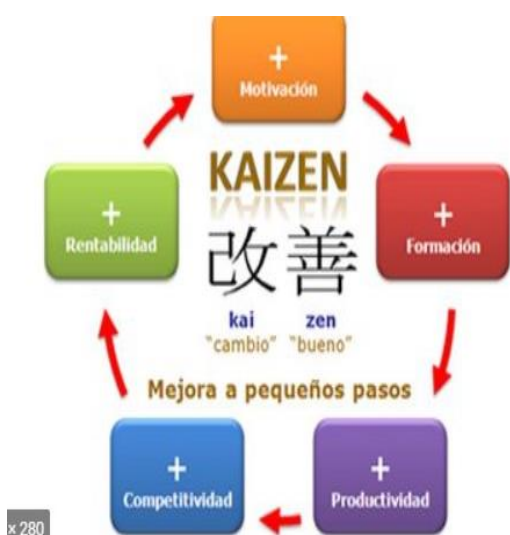 +
Motivación
KAIZEN
+
Rentabilidad
+
Formación
改善
kai zen
"cambio" "bueno"
Mejora a pequeños pasos
+
Competitividad
+
Productividad
x 280